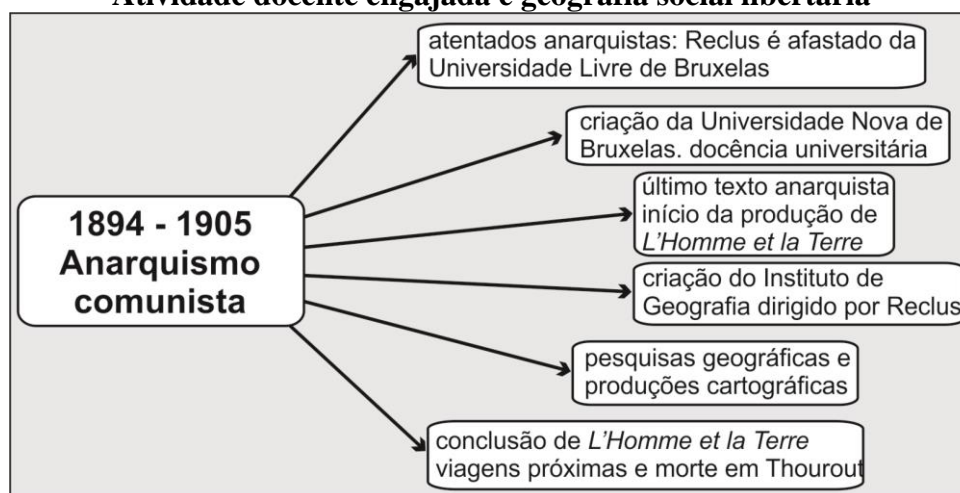 Atividade docente engajada e geografia social libertária
atentados anarquistas: Reclus é afastado da
Universidade Livre de Bruxelas
criação da Universidade Nova de
Bruxelas. docência universitária
último texto anarquista
início da produção de
L'Homme et la Terre
1894 - 1905
Anarquismo
comunista
criação do Instituto de
Geografia dirigido por Reclus
pesquisas geográficas e
produções cartográficas
conclusão de L'Homme et la Terre
viagens próximas e morte em Thourout